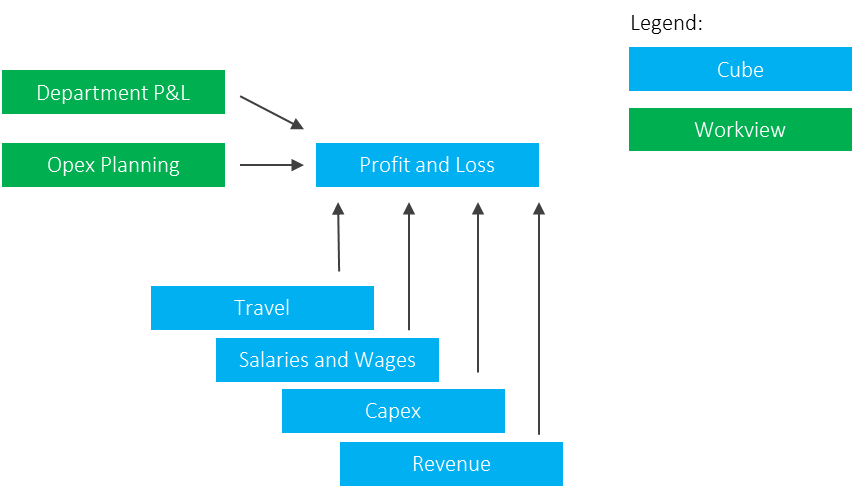 Legend:
Cube
Workview
Department P&L
Opex Planning
Profit and Loss
Travel
Salaries and Wages
Capex
Revenue